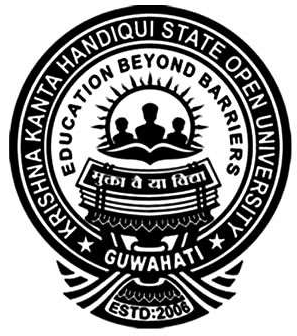 KRISHNA KANTA HANDIQUI STATE OPEN UNIVERSITY
EDUCATION BEYOND BARRIERS
मुक्ता वै या विद्या
GUWAHATI
ESTD:2006